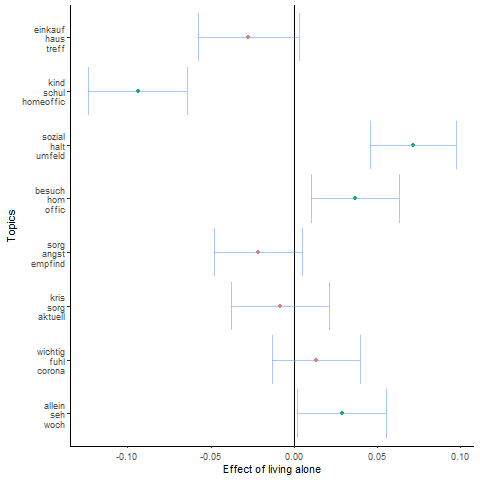 einkauf
haus
treff
kind
schul
homeoffic
sozial
halt
umfeld
besuch
hom
offic
sorg
angst
empfind
kris
sorg
aktuell
wichtig
fuhl
corona
allein
seh
woch
Topics
-0.10
-0.05
0.00
0.05
0.10
Effect of living alone